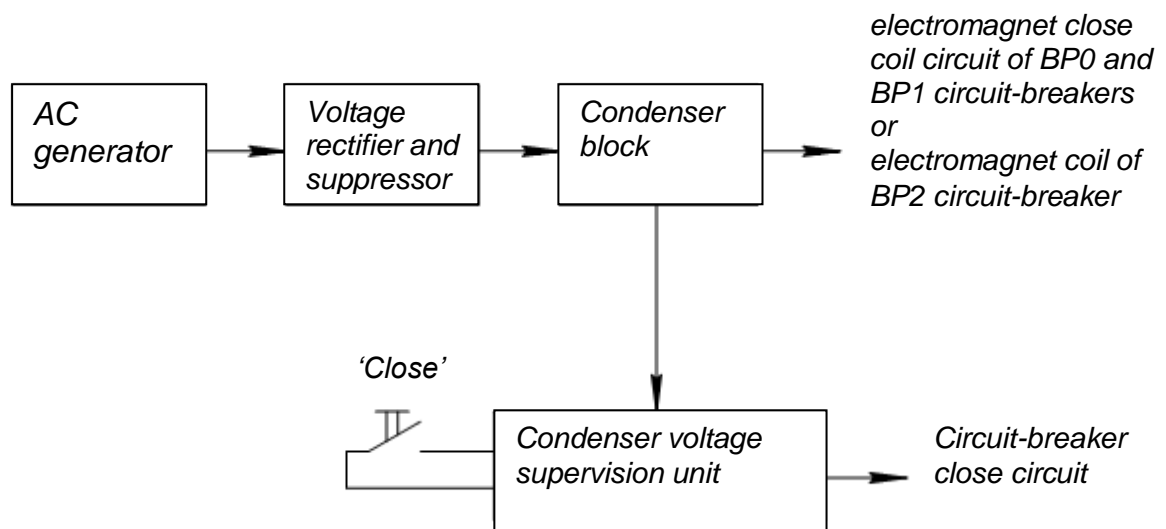 AC
generator
Voltage
rectifier and
suppressor
Condenser
block
electromagnet close
coil circuit of BP0 and
BP1 circuit-breakers
or
electromagnet coil of
BP2 circuit-breaker
‘Close’
Condenser voltage
supervision unit
Circuit-breaker
close circuit